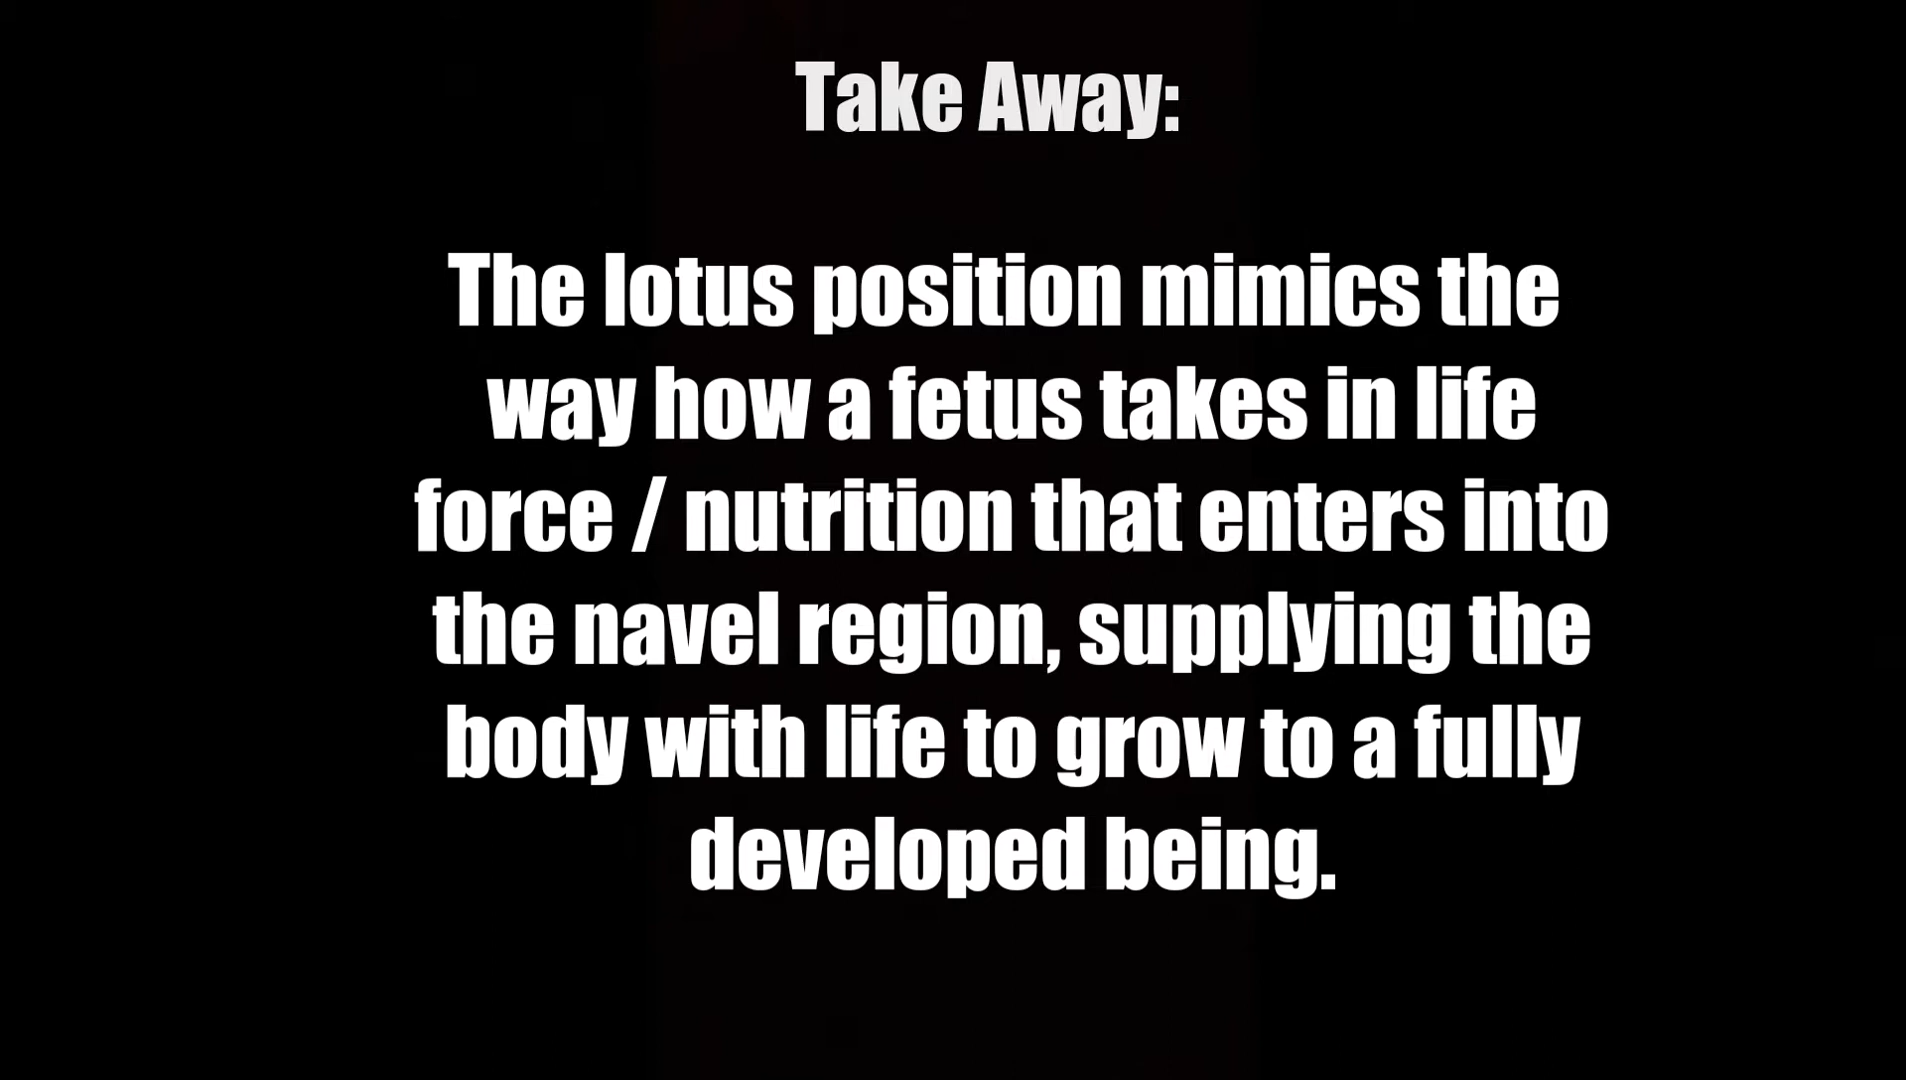 Take Away:
The lotus position mimics the
way how a fetus takes in life
force / nutrition that enters into
the navel region, supplying the
body with life to grow to a fully
developed being.